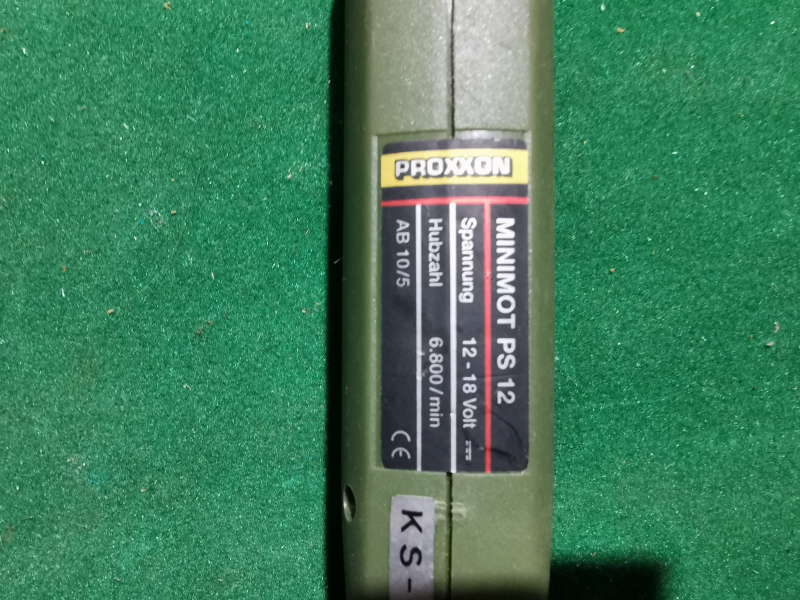 PROXXON
MINIMOT PS 12
Spannung 12 - 18 Volt ⎓
Hubzahl 6.800/min
AB 10/5 CE
KS-